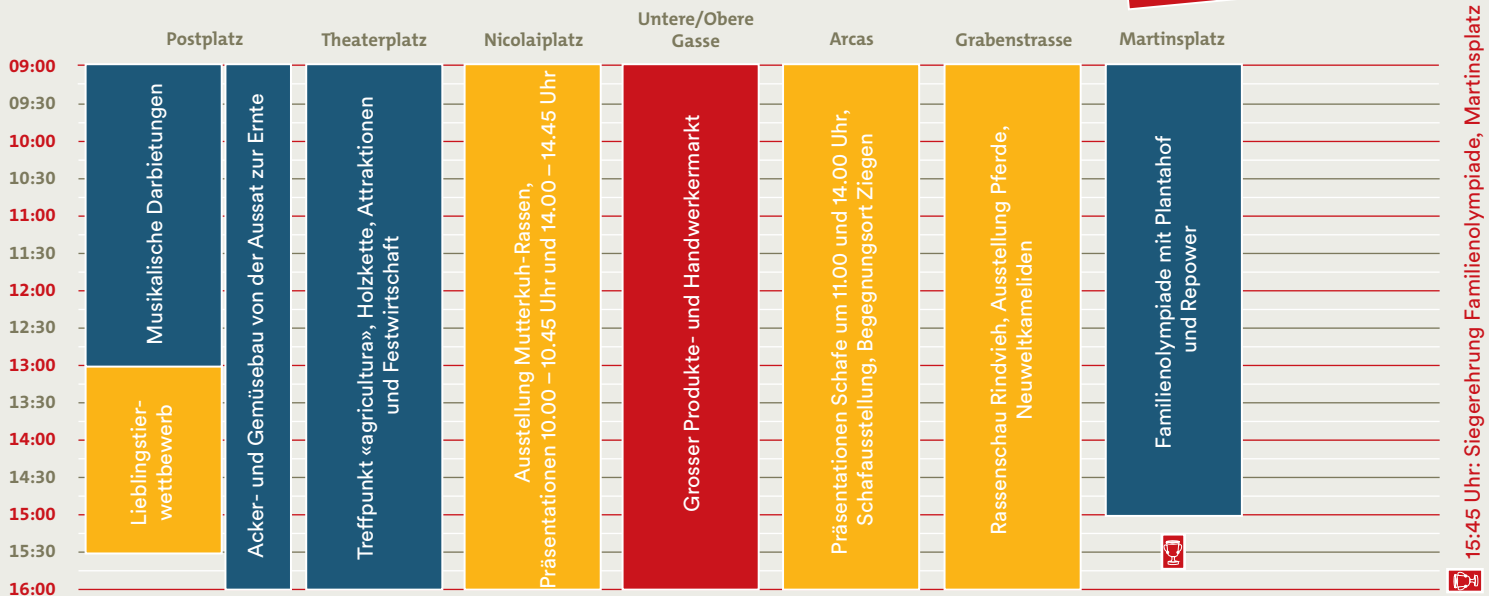 Postplatz
Theaterplatz
Nicolaiplatz
Untere/Obere
Gasse
Arcas
Grabenstrasse
Martinsplatz
09:00
09:30
10:00
10:30
11:00
11:30
12:00
12:30
13:00
13:30
14:00
14:30
15:00
15:30
16:00
Musikalische Darbietungen
Lieblingstier-
wettbewerb
Acker- und Gemüsebau von der Aussat zur Ernte
Treffpunkt «agricultura», Holzkette, Attraktionen
und Festwirtschaft
Ausstellung Mutterkuh-Rassen,
Präsentationen 10.00 – 10.45 Uhr und 14.00 – 14.45 Uhr
Grosser Produkte- und Handwerkermarkt
Präsentationen Schafe um 11.00 und 14.00 Uhr,
Schafausstellung, Begegnungsort Ziegen
Rassenschau Rindvieh, Ausstellung Pferde,
Neuweltkameliden
Familienolympiade mit Plantahof
und Repower
15:45 Uhr: Siegerehrung Familienolympiade, Martinsplatz